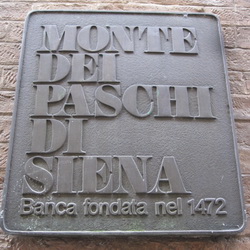 MONTE
DEI
PASCHI
DI
SIENA
Banca fondata nel 1472